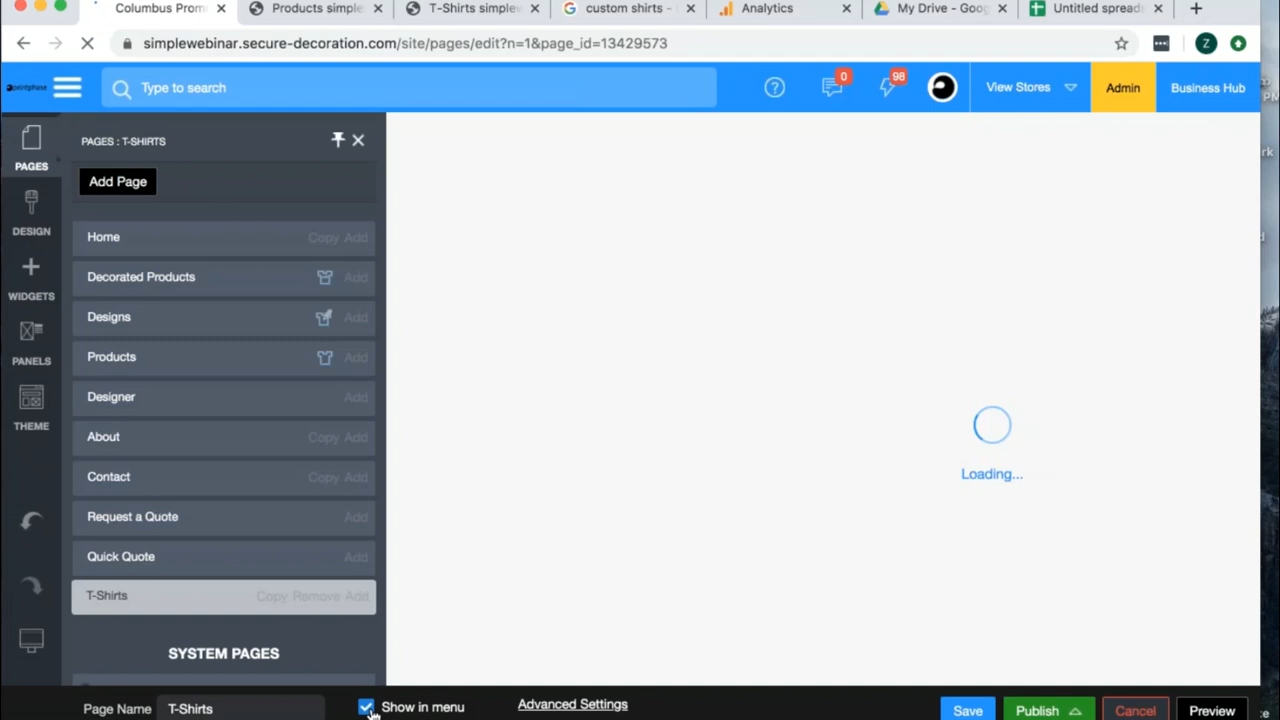 Columbus Prom
Products simple
T-Shirts simplew
custom shirts -
Analytics
My Drive - Goog
Untitled spreads
simplewebinar.secure-decoration.com/site/pages/edit?n=1&page_id=13429573
Z
printphase
Type to search
0
98
View Stores
Admin
Business Hub
PAGES
DESIGN
WIDGETS
PANELS
THEME
PAGES : T-SHIRTS
Add Page
Home Copy Add
Decorated Products Add
Designs Add
Products Add
Designer Add
About Copy Add
Contact Copy Add
Request a Quote Add
Quick Quote Add
T-Shirts Copy Remove Add
SYSTEM PAGES
Loading...
Page Name T-Shirts
Show in menu
Advanced Settings
Save
Publish
Cancel
Preview